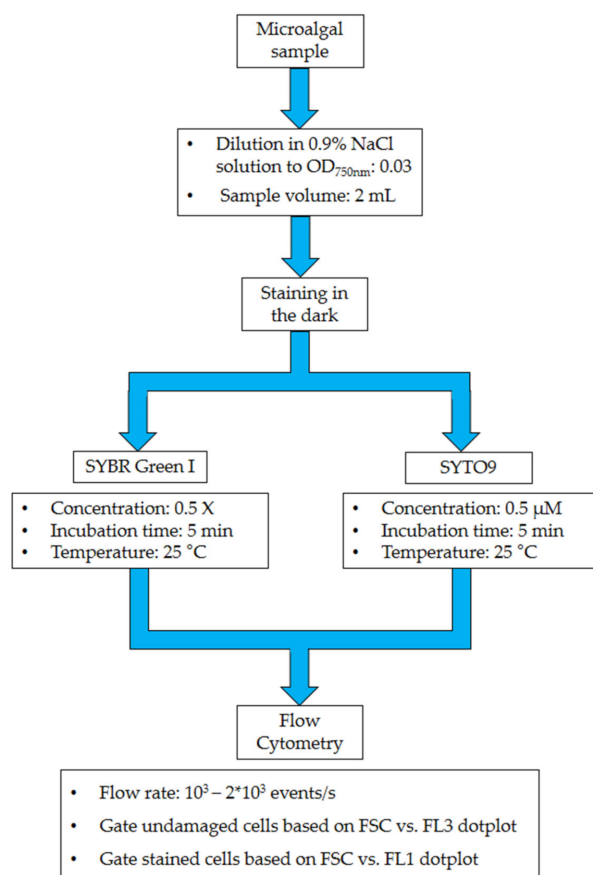 Microalgal
sample
• Dilution in 0.9% NaCl
solution to OD750nm: 0.03
• Sample volume: 2 mL
Staining in
the dark
SYBR Green I
• Concentration: 0.5 X
• Incubation time: 5 min
• Temperature: 25 °C
SYTO9
• Concentration: 0.5 µM
• Incubation time: 5 min
• Temperature: 25 °C
Flow
Cytometry
• Flow rate: 10³ – 2*10³ events/s
• Gate undamaged cells based on FSC vs. FL3 dotplot
• Gate stained cells based on FSC vs. FL1 dotplot